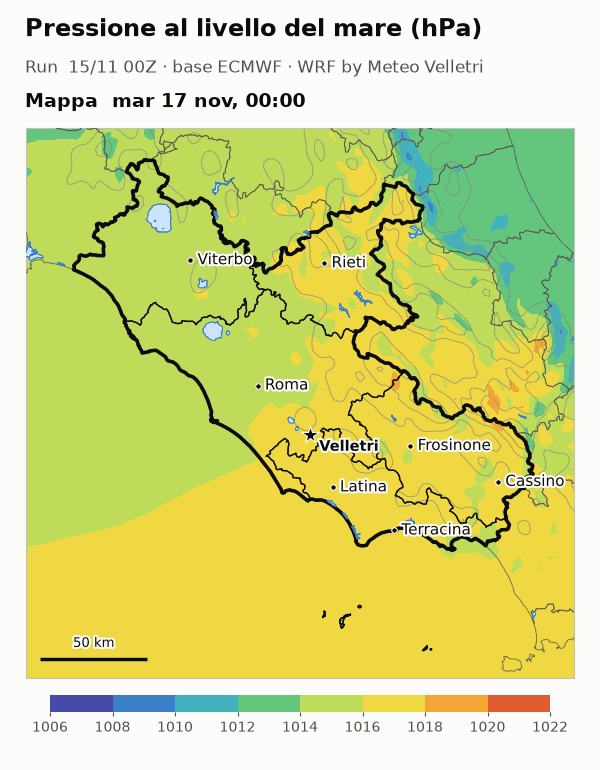 Pressione al livello del mare (hPa)
Run  15/11 00Z · base ECMWF · WRF by Meteo Velletri
Mappa  mar 17 nov, 00:00
Viterbo
Rieti
Roma
Velletri
Frosinone
Latina
Cassino
Terracina
50 km
1006 1008 1010 1012 1014 1016 1018 1020 1022